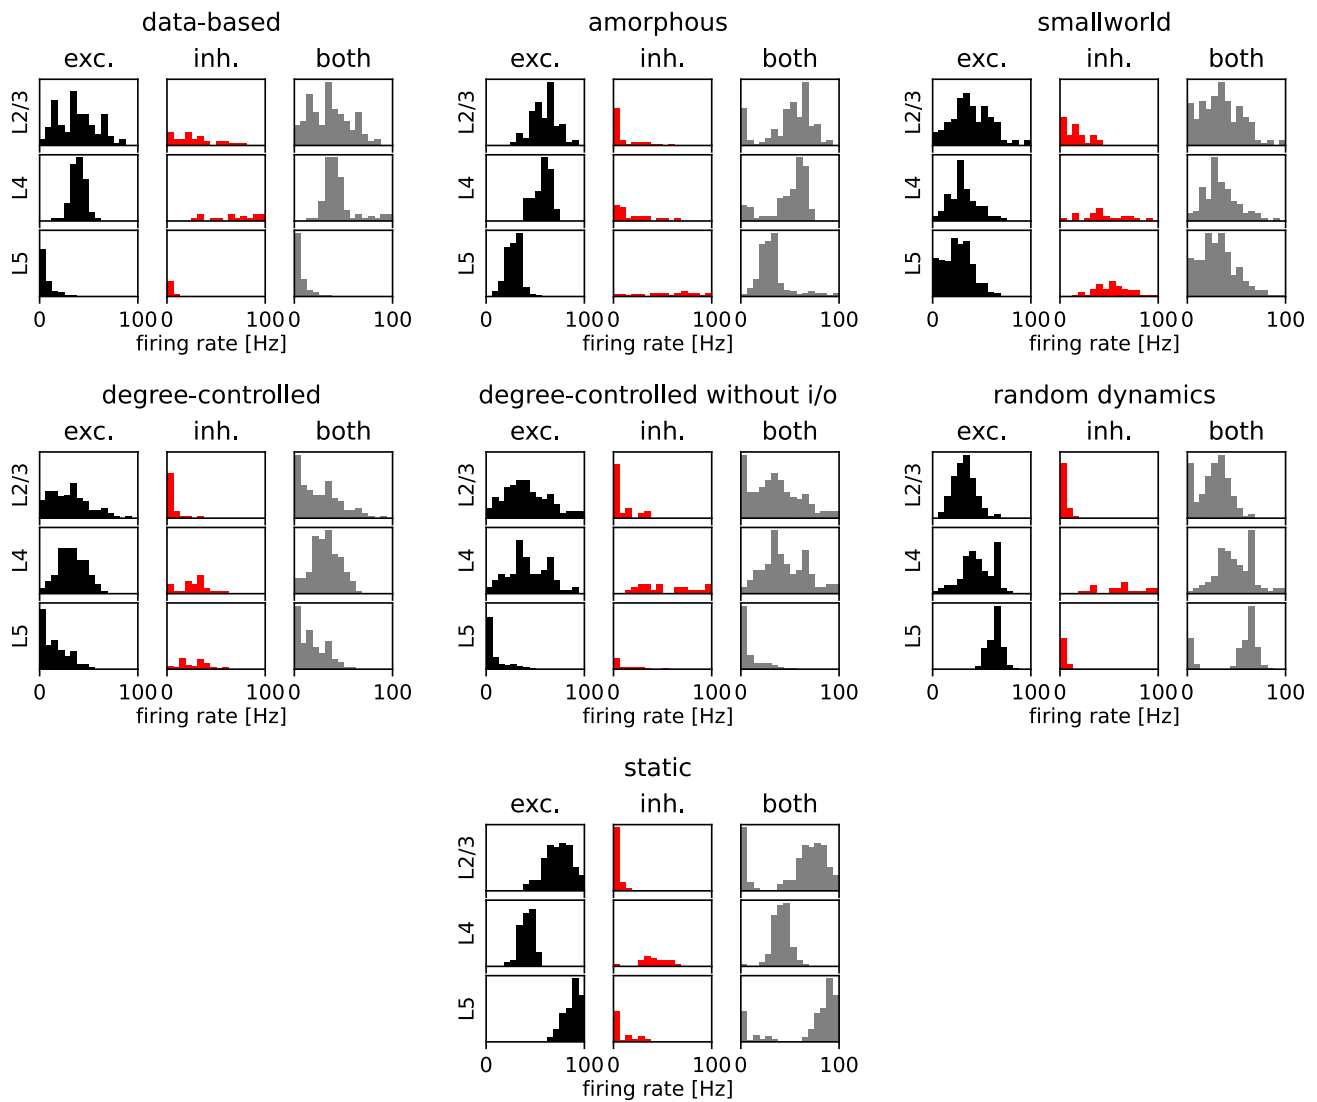 data-based
exc. inh. both
L2/3
L4
L5
0 100 0 100 0 100
firing rate [Hz]
amorphous
exc. inh. both
L2/3
L4
L5
0 100 0 100 0 100
firing rate [Hz]
smallworld
exc. inh. both
L2/3
L4
L5
0 100 0 100 0 100
firing rate [Hz]
degree-controlled
exc. inh. both
L2/3
L4
L5
0 100 0 100 0 100
firing rate [Hz]
degree-controlled without i/o
exc. inh. both
L2/3
L4
L5
0 100 0 100 0 100
firing rate [Hz]
random dynamics
exc. inh. both
L2/3
L4
L5
0 100 0 100 0 100
firing rate [Hz]
static
exc. inh. both
L2/3
L4
L5
0 100 0 100 0 100
firing rate [Hz]